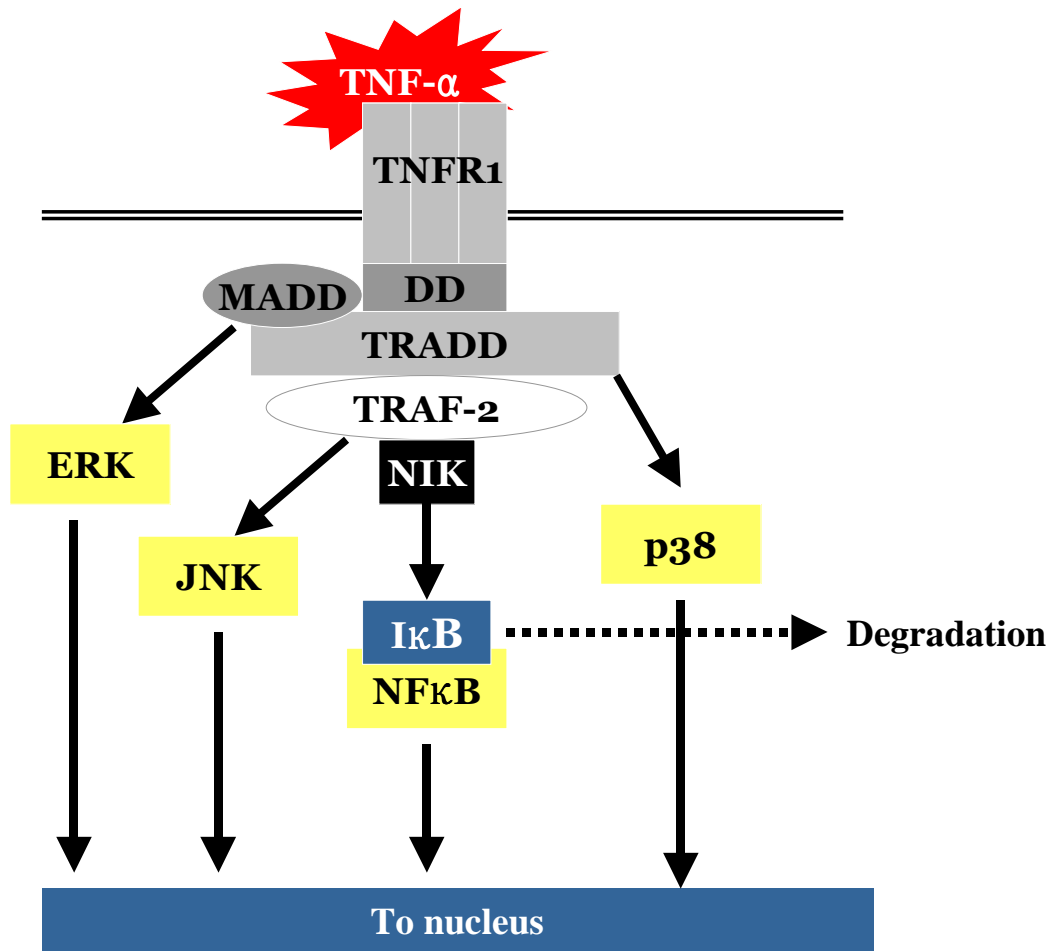 TNF-α
TNFR1
MADD
DD
TRADD
TRAF-2
ERK
NIK
JNK
p38
IκB
Degradation
NFκB
To nucleus